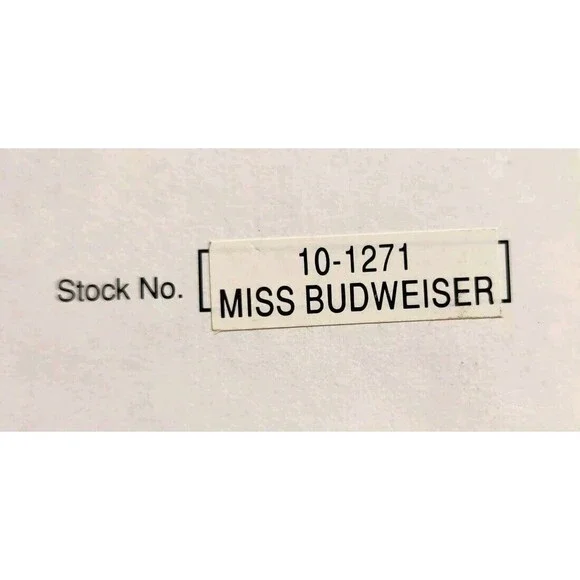 10-1271
Stock No. [MISS BUDWEISER]